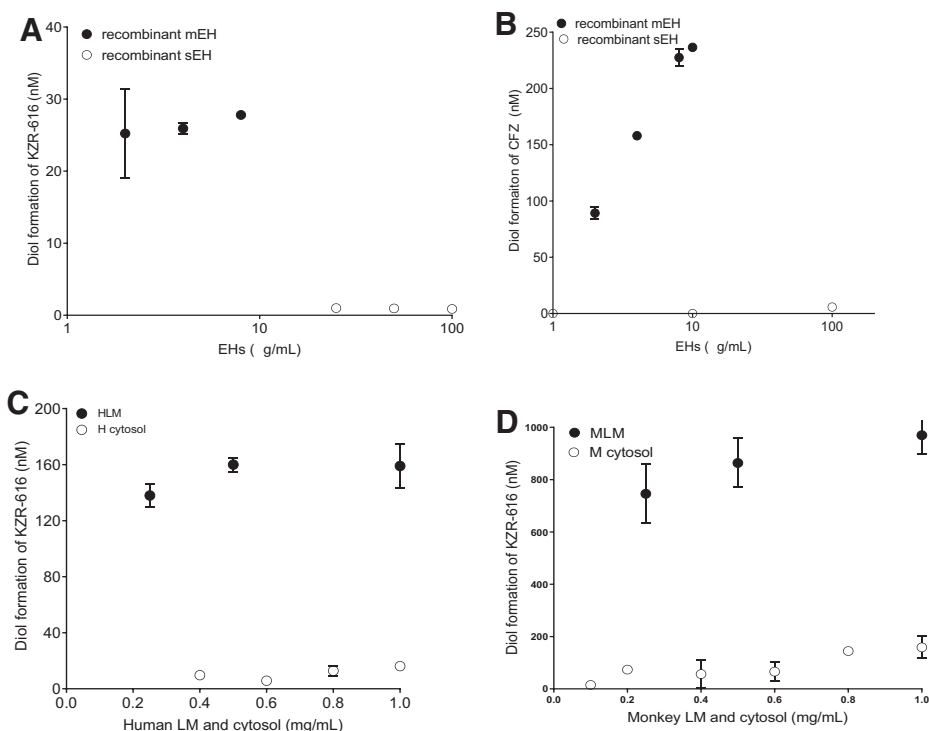 A
recombinant mEH
recombinant sEH
Diol formation of KZR-616 (nM)
40
30
20
10
0
1
10
100
EHs ( g/mL)
B
recombinant mEH
recombinant sEH
Diol formaiton of CFZ (nM)
250
200
150
100
50
0
1
10
100
EHs ( g/mL)
C
HLM
H cytosol
Diol formation of KZR-616 (nM)
200
160
120
80
40
0
0.0
0.2
0.4
0.6
0.8
1.0
Human LM and cytosol (mg/mL)
D
MLM
M cytosol
Diol formation of KZR-616 (nM)
1000
800
600
400
200
0
0.0
0.2
0.4
0.6
0.8
1.0
Monkey LM and cytosol (mg/mL)